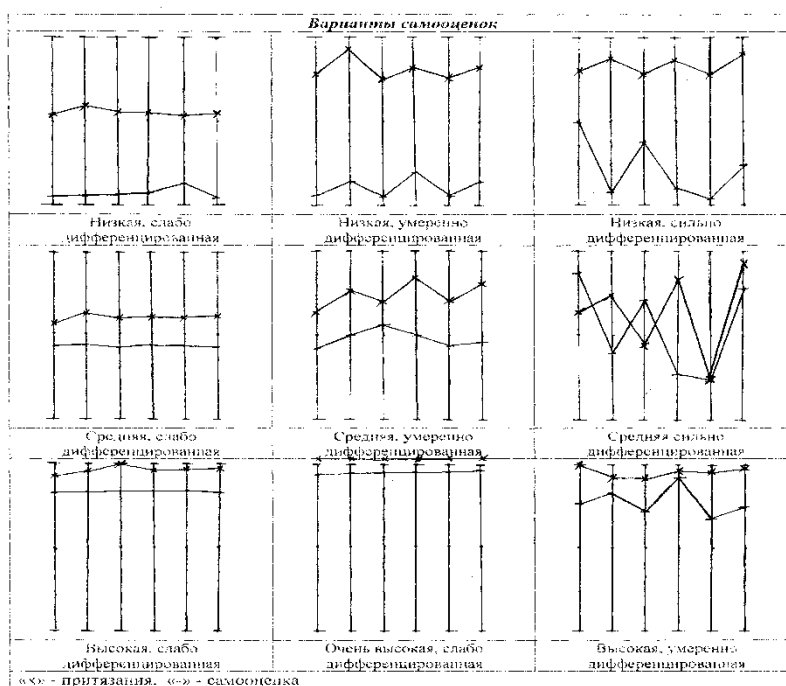 Варианты самооценок
Низкая, слабо
дифференцированная
Низкая, умеренно
дифференцированная
Низкая, сильно
дифференцированная
Средняя, слабо
дифференцированная
Средняя, умеренно
дифференцированная
Средняя сильно
дифференцированная
Высокая, слабо
дифференцированная
Очень высокая, слабо
дифференцированная
Высокая, умеренно
дифференцированная
«×» - притязания, «-» - самооценка